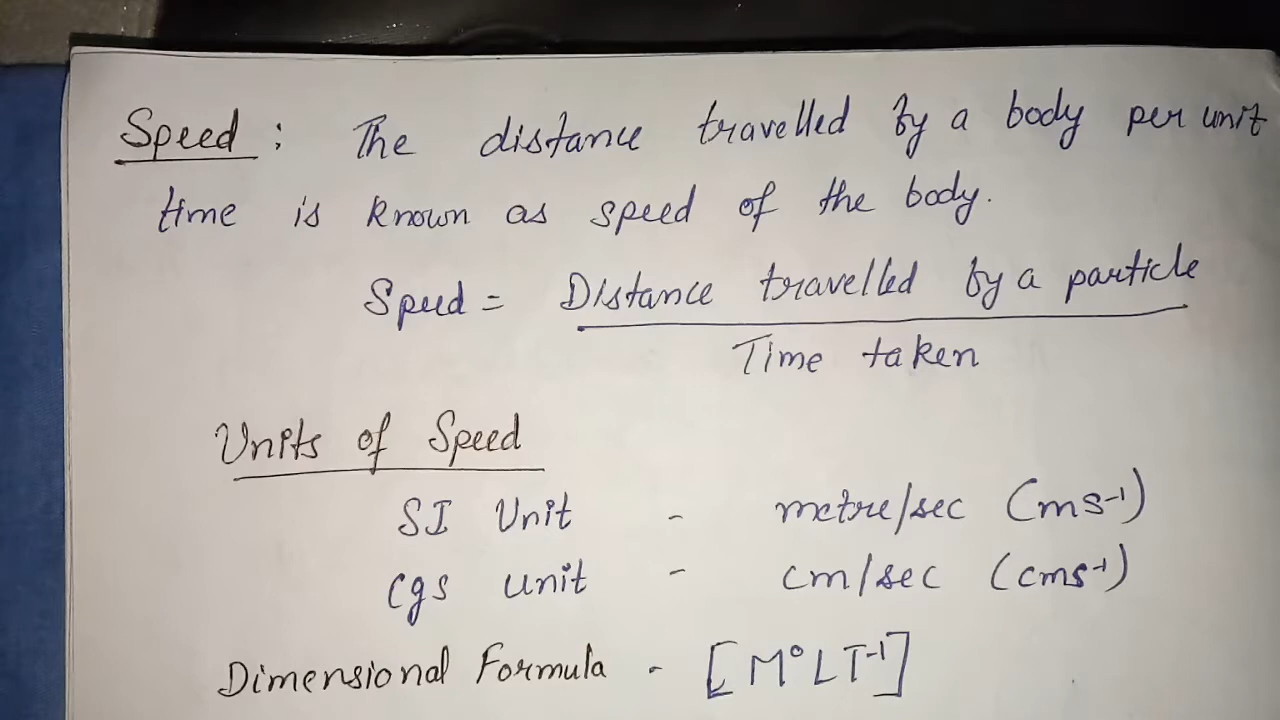 Speed : The distance travelled by a body per unit
time is known as speed of the body.
Speed = Distance travelled by a particle
Time taken
Units of Speed
SI Unit - metre/sec (ms⁻¹)
cgs unit - cm/sec (cms⁻¹)
Dimensional Formula - [M⁰LT⁻¹]